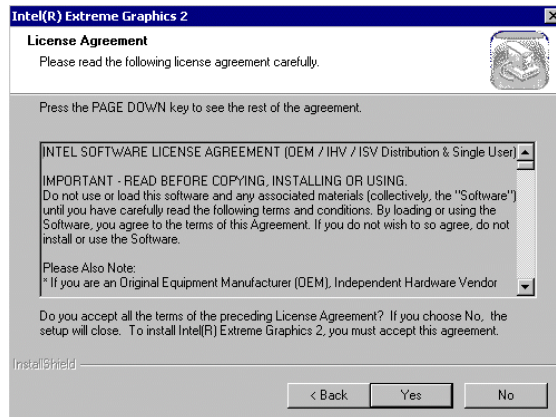 Intel(R) Extreme Graphics 2
License Agreement
Please read the following license agreement carefully.
Press the PAGE DOWN key to see the rest of the agreement.
INTEL SOFTWARE LICENSE AGREEMENT (OEM / IHV / ISV Distribution & Single User)
IMPORTANT - READ BEFORE COPYING, INSTALLING OR USING.
Do not use or load this software and any associated materials (collectively, the "Software")
until you have carefully read the following terms and conditions. By loading or using the
Software, you agree to the terms of this Agreement. If you do not wish to so agree, do not
install or use the Software.
Please Also Note:
* If you are an Original Equipment Manufacturer (OEM), Independent Hardware Vendor
Do you accept all the terms of the preceding License Agreement? If you choose No, the
setup will close. To install Intel(R) Extreme Graphics 2, you must accept this agreement.
InstallShield
< Back Yes No